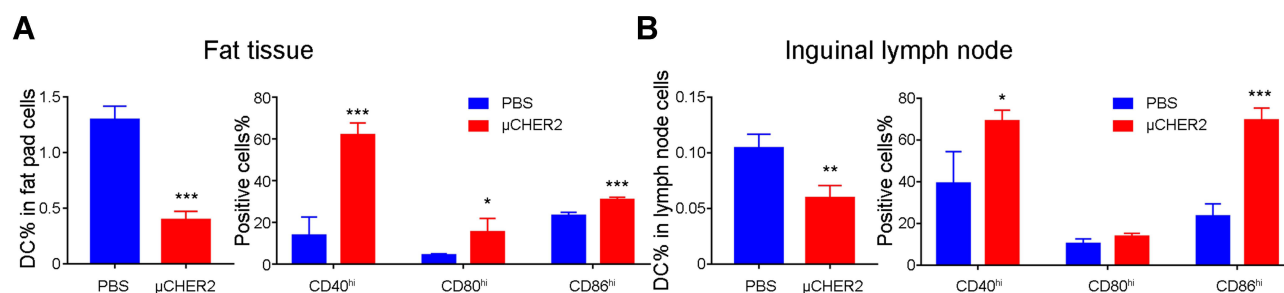 A
Fat tissue
DC% in fat pad cells
1.5
1.0
0.5
0
***
PBS
µCHER2
Positive cells%
80
60
40
20
0
***
*
***
PBS
µCHER2
CD40hi
CD80hi
CD86hi
B
Inguinal lymph node
DC% in lymph node cells
0.15
0.10
0.05
0
**
PBS
µCHER2
Positive cells%
80
60
40
20
0
*
***
PBS
µCHER2
CD40hi
CD80hi
CD86hi